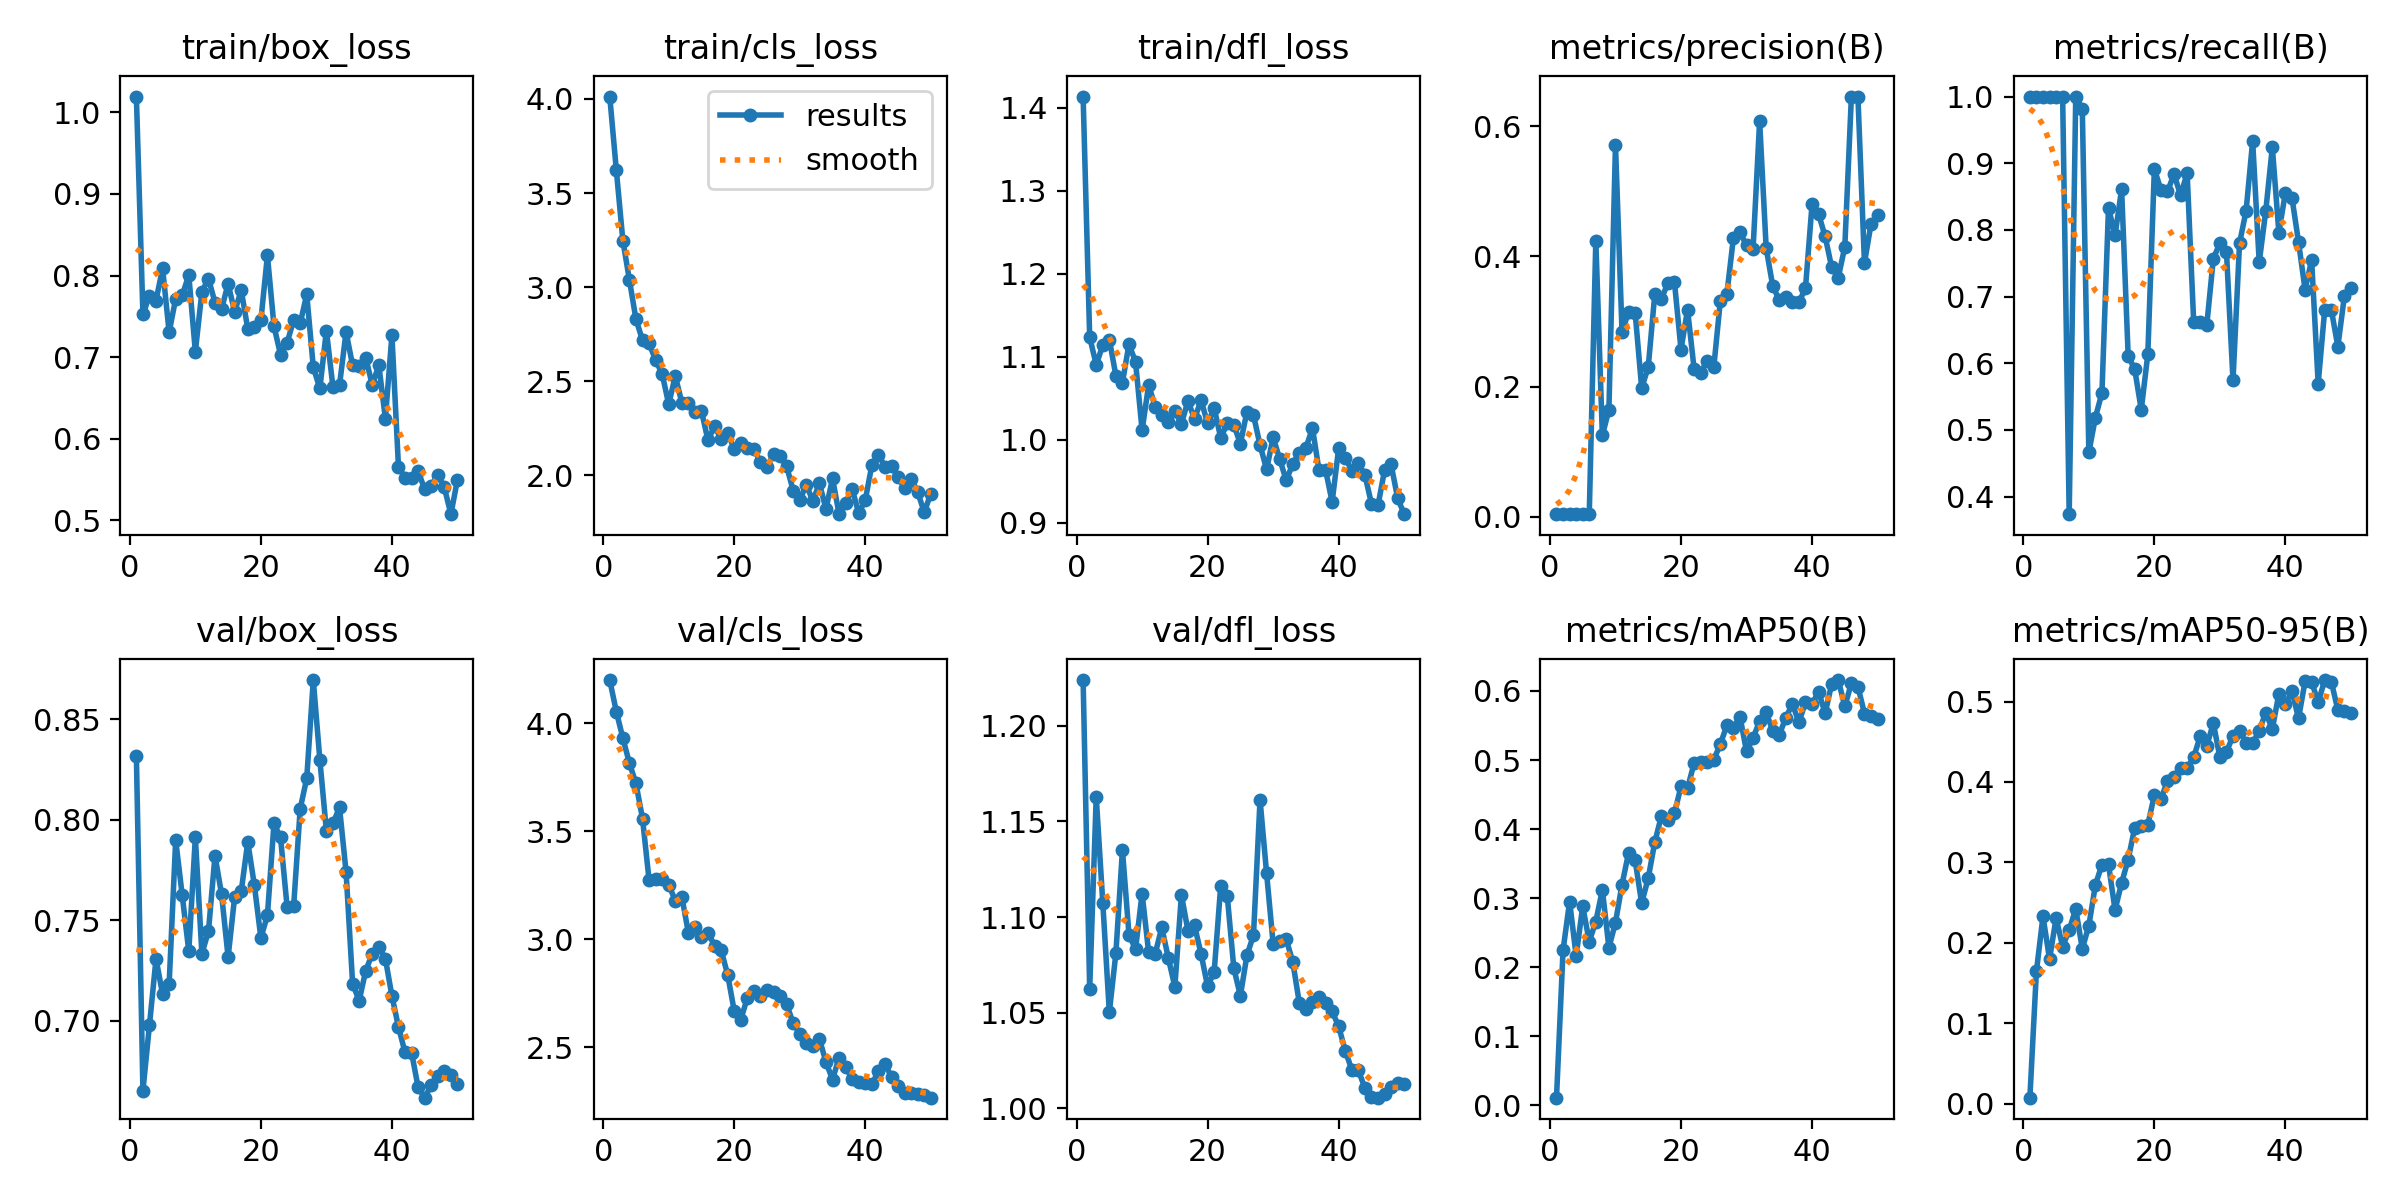 train/box_loss
1.0
0.9
0.8
0.7
0.6
0.5
0 20 40
train/cls_loss
4.0
3.5
3.0
2.5
2.0
results
smooth
0 20 40
train/dfl_loss
1.4
1.3
1.2
1.1
1.0
0.9
0 20 40
metrics/precision(B)
0.6
0.4
0.2
0.0
0 20 40
metrics/recall(B)
1.0
0.9
0.8
0.7
0.6
0.5
0.4
0 20 40
val/box_loss
0.85
0.80
0.75
0.70
0 20 40
val/cls_loss
4.0
3.5
3.0
2.5
0 20 40
val/dfl_loss
1.20
1.15
1.10
1.05
1.00
0 20 40
metrics/mAP50(B)
0.6
0.5
0.4
0.3
0.2
0.1
0.0
0 20 40
metrics/mAP50-95(B)
0.5
0.4
0.3
0.2
0.1
0.0
0 20 40